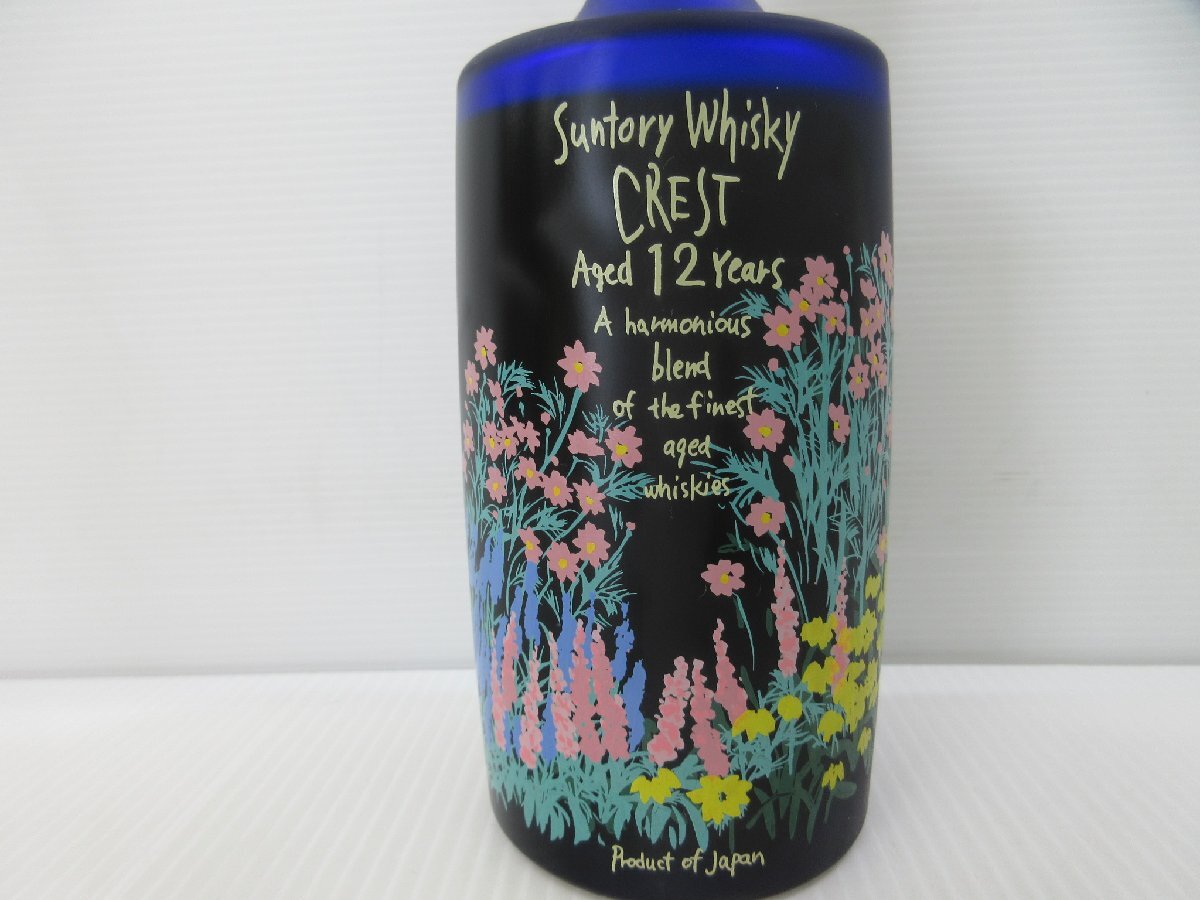 Suntory Whisky
CREST
Aged 12 Years
A harmonious
blend
of the finest
aged
whiskies
Product of Japan